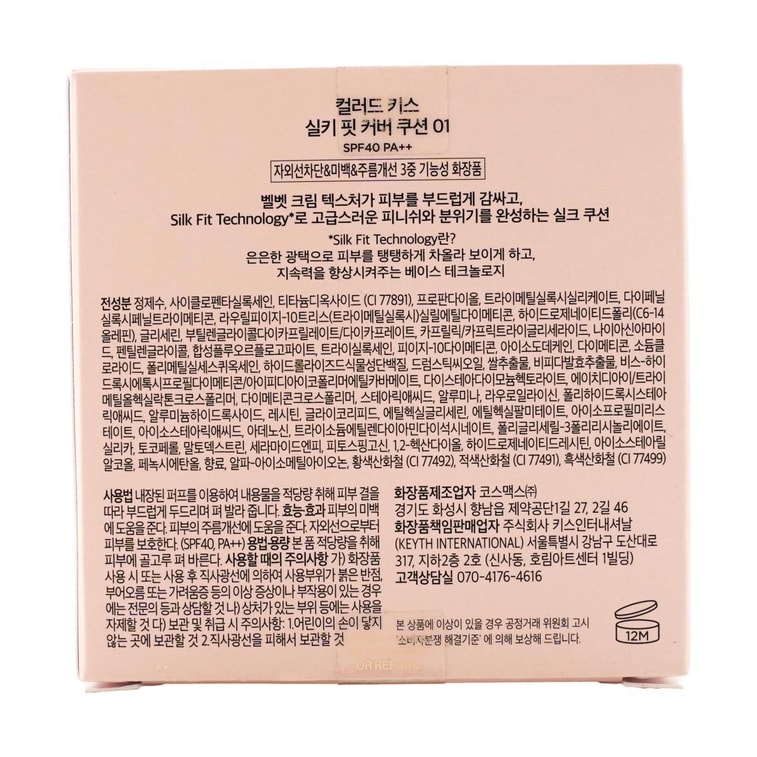 컬러드 키스
실키 핏 커버 쿠션 01
SPF40 PA++
자외선차단&미백&주름개선 3중 기능성 화장품
벨벳 크림 텍스처가 피부를 부드럽게 감싸고,
Silk Fit Technology*로 고급스러운 피니쉬와 분위기를 완성하는 실크 쿠션
*Silk Fit Technology란?
은은한 광택으로 피부를 탱탱하게 차올라 보이게 하고,
지속력을 향상시켜주는 베이스 테크놀로지
전성분 정제수, 사이클로펜타실록세인, 티타늄디옥사이드 (CI 77891), 프로판다이올, 트라이메틸실록시실리케이트, 다이페닐
실록시페닐트라이메티콘, 라우릴피이지-10트리스(트라이메틸실록시)실릴에틸다이메티콘, 하이드로제네이티드폴리(C6-14
올레핀), 글리세린, 부틸렌글라이콜다이카프릴레이트/다이카프레이트, 카프릴릭/카프릭트라이글리세라이드, 나이아신아마이
드, 펜틸렌글라이콜, 합성플루오르플로고파이트, 트라이실록세인, 피이지-10다이메티콘, 아이소도데케인, 다이메티콘, 소듐클
로라이드, 폴리메틸실세스퀴옥세인, 하이드롤라이즈드식물성단백질, 드럼스틱씨오일, 쌀추출물, 비피다발효추출물, 비스-하이
드록시에톡시프로필다이메티콘/아이피다이아이코폴리머에틸카바메이트, 다이스테아다이모늄헥토라이트, 에이치디아이/트라이
메틸올헥실락톤크로스폴리머, 다이메티콘크로스폴리머, 스테아릭애씨드, 알루미나, 라우로일라이신, 폴리하이드록시스테아
릭애씨드, 알루미늄하이드록사이드, 레시틴, 글라이코리피드, 에틸헥실글리세린, 에틸헥실팔미테이트, 아이소프로필미리스
테이트, 아이소스테아릭애씨드, 아데노신, 트라이소듐에틸렌다이아민다이석시네이트, 폴리글리세릴-3폴리리시놀리에이트,
실리카, 토코페롤, 말토덱스트린, 세라마이드엔피, 피토스핑고신, 1,2-헥산다이올, 하이드로제네이티드레시틴, 아이소스테아릴
알코올, 페녹시에탄올, 향료, 알파-아이소메틸아이오논, 황색산화철 (CI 77492), 적색산화철 (CI 77491), 흑색산화철 (CI 77499)
사용법 내장된 퍼프를 이용하여 내용물을 적당량 취해 피부 결을
따라 부드럽게 두드리며 펴 발라 줍니다. 효능·효과 피부의 미백
에 도움을 준다. 피부의 주름개선에 도움을 준다. 자외선으로부터
피부를 보호한다. (SPF40, PA++) 용법·용량 본 품 적당량을 취해
피부에 골고루 펴 바른다. 사용할 때의 주의사항 가) 화장품
사용 시 또는 사용 후 직사광선에 의하여 사용부위가 붉은 반점,
부어오름 또는 가려움증 등의 이상 증상이나 부작용이 있는 경우
에는 전문의 등과 상담할 것 나) 상처가 있는 부위 등에는 사용을
자제할 것 다) 보관 및 취급 시 주의사항: 1.어린이의 손이 닿지
않는 곳에 보관할 것 2.직사광선을 피해서 보관할 것
화장품제조업자 코스맥스㈜
경기도 화성시 향남읍 제약공단1길 27, 2길 46
화장품책임판매업자 주식회사 키스인터내셔날
(KEYTH INTERNATIONAL) 서울특별시 강남구 도산대로
317, 지하2층 2호 (신사동, 호림아트센터 1빌딩)
고객상담실 070-4176-4616
본 상품에 이상이 있을 경우 공정거래 위원회 고시
'소비자분쟁 해결기준' 에 의해 보상해 드립니다.
12M
OR REFUND